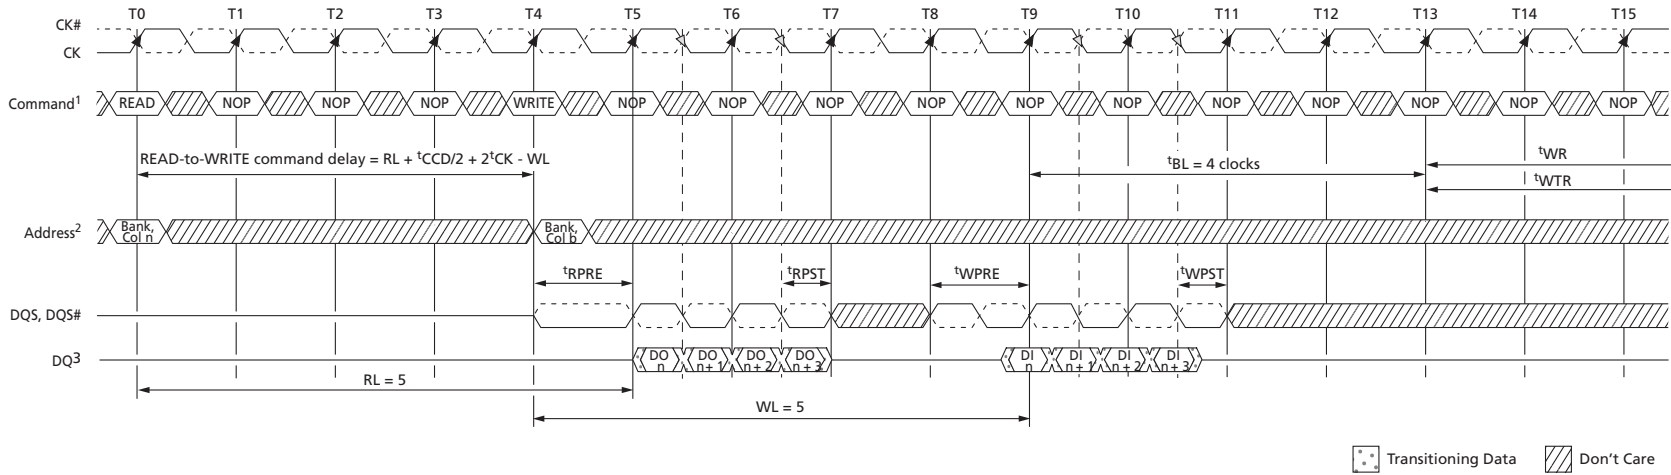 T0 T1 T2 T3 T4 T5 T6 T7 T8 T9 T10 T11 T12 T13 T14 T15
CK#
CK
Command1 READ NOP NOP NOP WRITE NOP NOP NOP NOP NOP NOP NOP NOP NOP NOP NOP
READ-to-WRITE command delay = RL + tCCD/2 + 2tCK - WL
tBL = 4 clocks
tWR
tWTR
Address2
Bank,
Col n
Bank,
Col b
tRPRE tRPST tWPRE tWPST
DQS, DQS#
DQ3
DO
n
DO
n + 1
DO
n + 2
DO
n + 3
DI
n
DI
n + 1
DI
n + 2
DI
n + 3
RL = 5
WL = 5
Transitioning Data
Don't Care